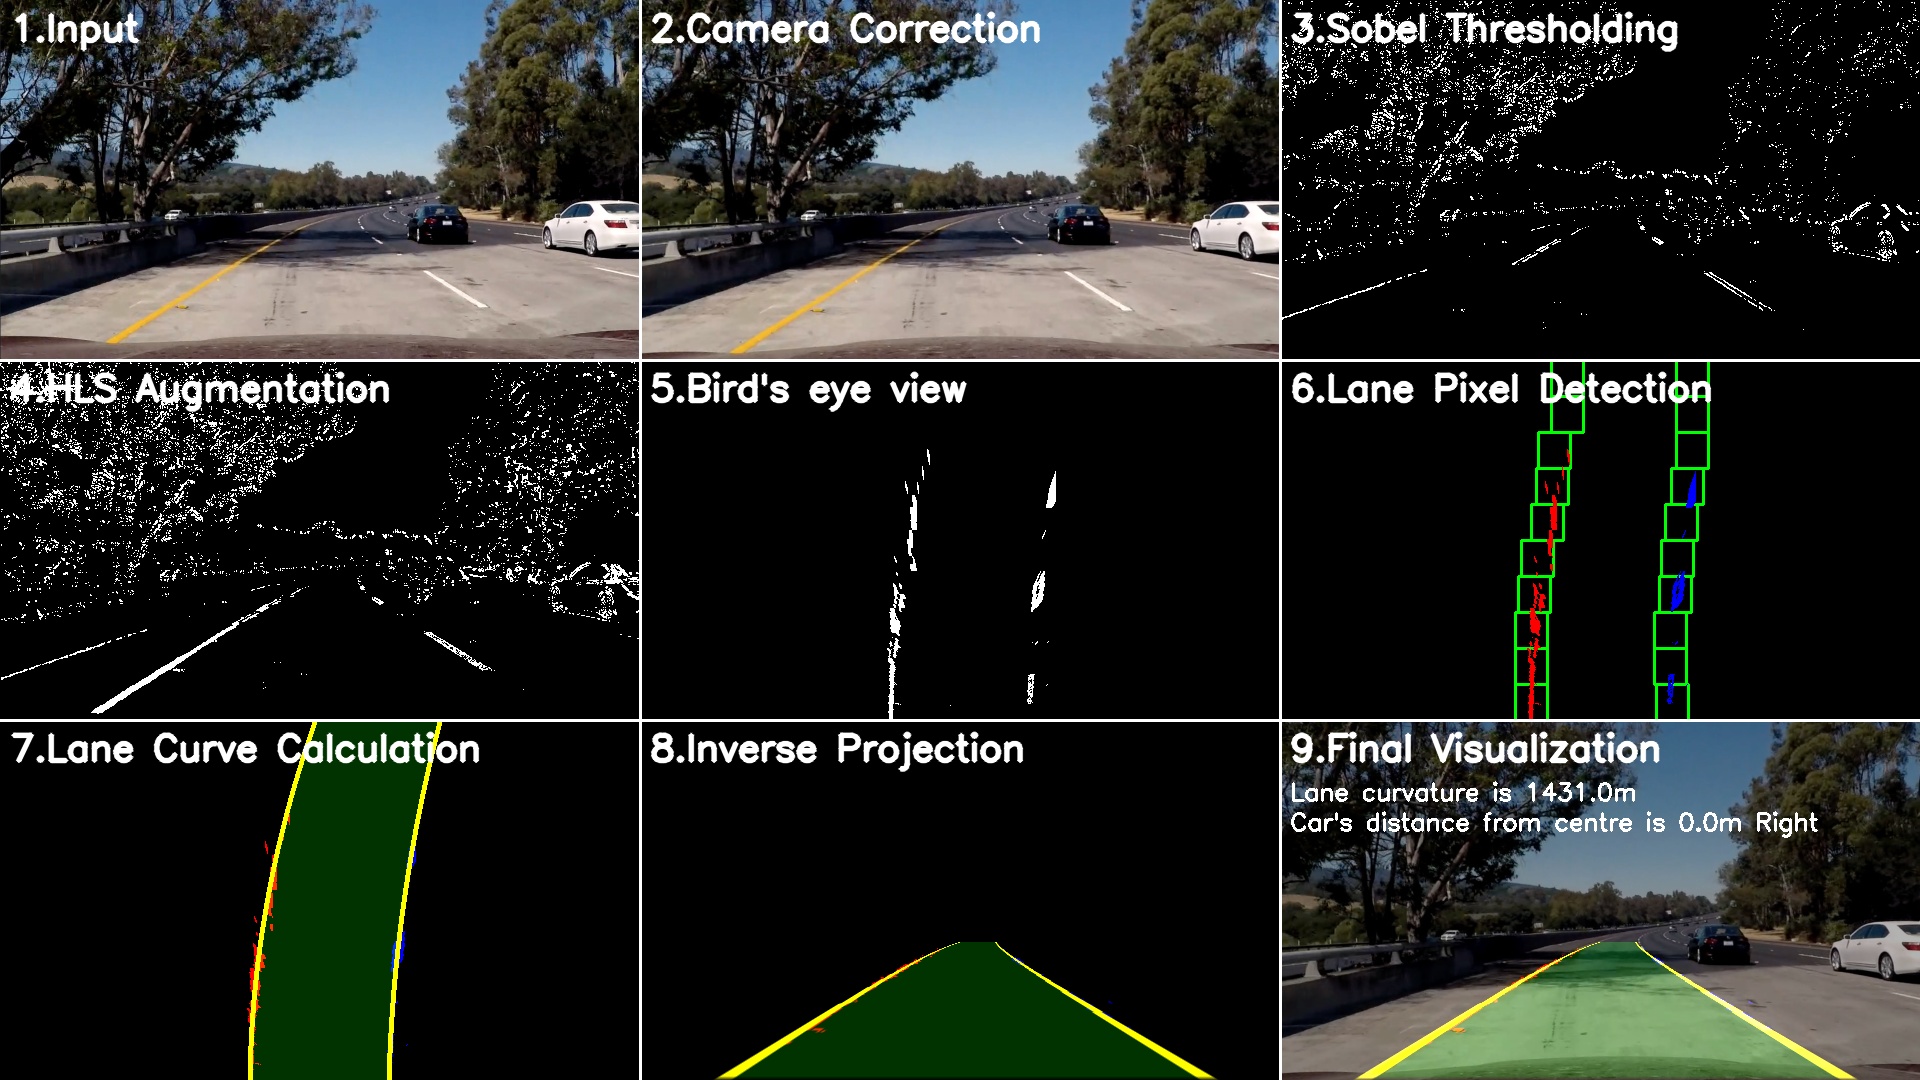 1.Input
2.Camera Correction
3.Sobel Thresholding
4.HLS Augmentation
5.Bird's eye view
6.Lane Pixel Detection
7.Lane Curve Calculation
8.Inverse Projection
9.Final Visualization
Lane curvature is 1431.0m
Car's distance from centre is 0.0m Right